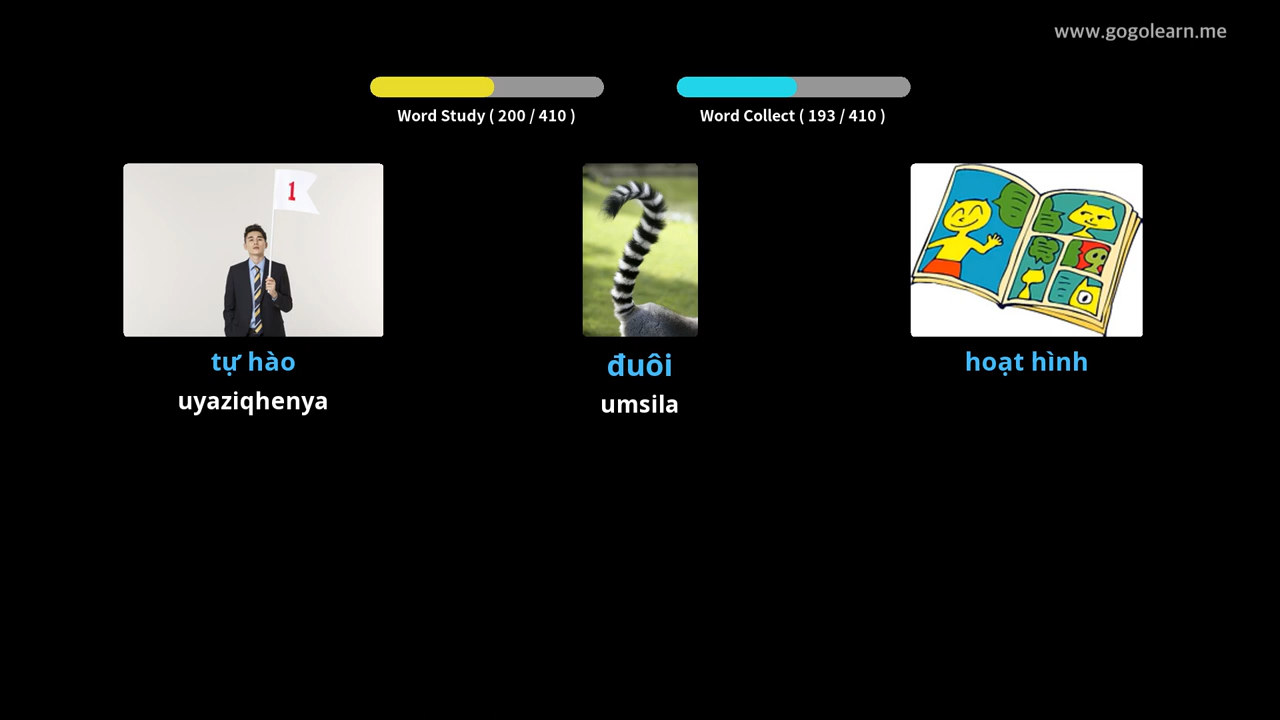 www.gogolearn.me
Word Study ( 200 / 410 )
Word Collect ( 193 / 410 )
1
tự hào
uyaziqhenya
đuôi
umsila
hoạt hình